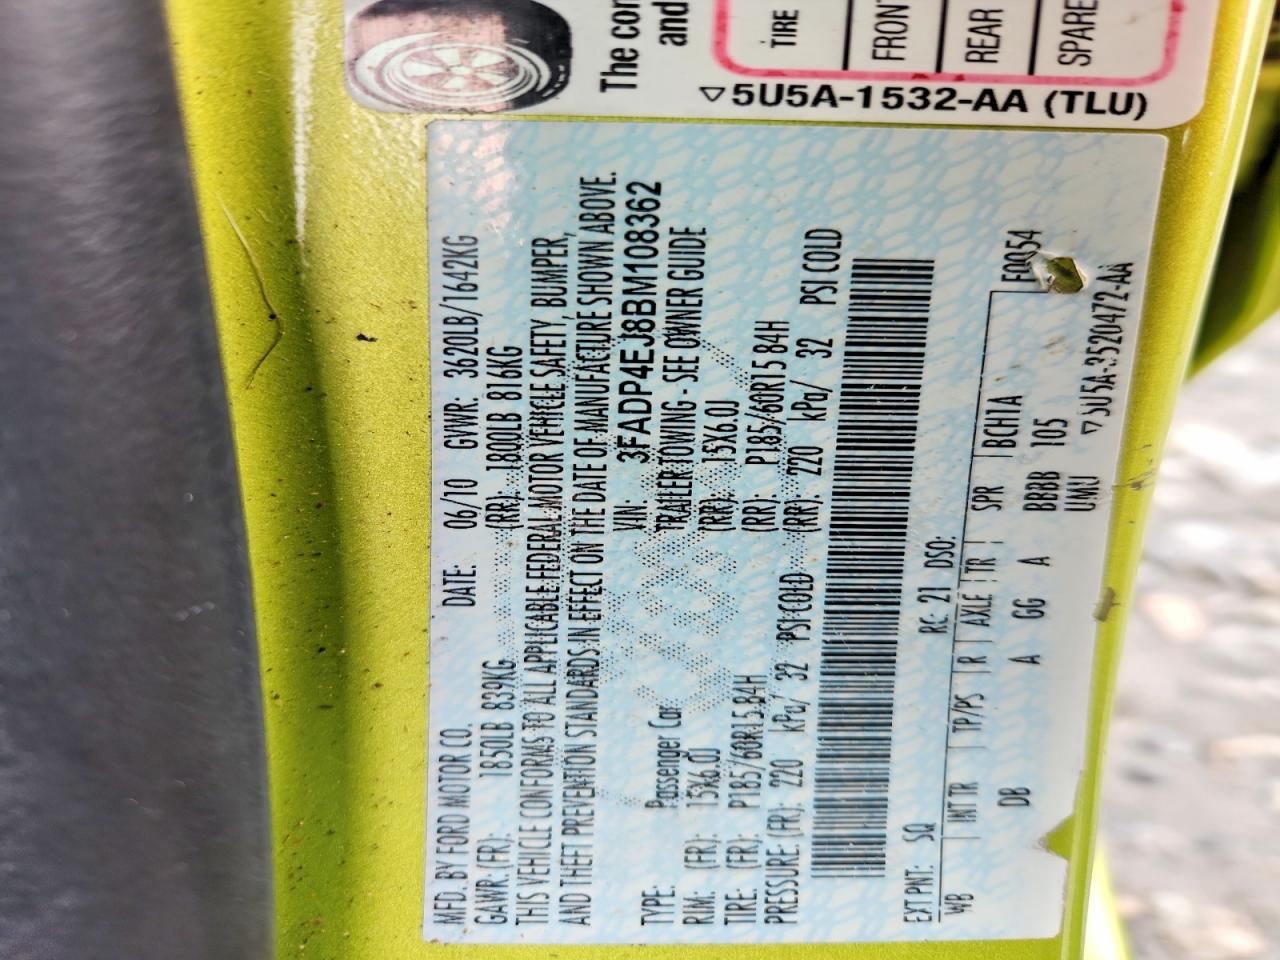 The con
and
TIRE
FRONT
REAR
SPARE
5U5A-1532-AA (TLU)
MFD. BY FORD MOTOR CO. DATE: 06/10 GVWR: 3620LB/1642KG
GAWR (FR): 1850LB 839KG (RR): 1800LB 816KG
THIS VEHICLE CONFORMS TO ALL APPLICABLE FEDERAL MOTOR VEHICLE SAFETY, BUMPER,
AND THEFT PREVENTION STANDARDS IN EFFECT ON THE DATE OF MANUFACTURE SHOWN ABOVE.
VIN: 3FADP4EJ8BM108362
TYPE: Passenger Car TRAILER TOWING - SEE OWNER GUIDE
RIM: (FR): 15X6.0J (RR): 15X6.0J
TIRE: (FR): P185/60R15 84H (RR): P185/60R15 84H
PRESSURE: (FR): 220 kPa/ 32 PSI COLD (RR): 220 kPa/ 32 PSI COLD
EXT PNT: SQ RC: 21 DSO:
WB INT TR TP/PS R AXLE TR SPR BCH1A
DB A GG A BBBB 105
UMU
5U5A-3520472-AA